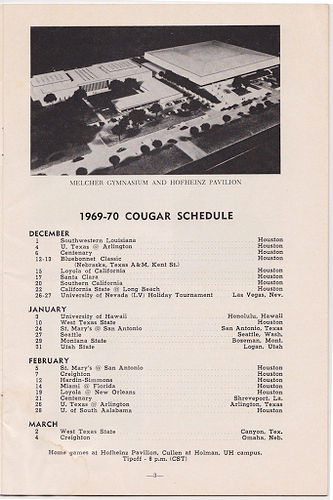 MELCHER GYMNASIUM AND HOFHEINZ PAVILION
1969-70 COUGAR SCHEDULE
DECEMBER
1 Southwestern Louisiana Houston
4 U. Texas @ Arlington Houston
6 Centenary Houston
12-13 Bluebonnet Classic Houston
(Nebraska, Texas A&M, Kent St.)
15 Loyola of California Houston
17 Santa Clara Houston
20 Southern California Houston
22 California State @ Long Beach Houston
26-27 University of Nevada (LV) Holiday Tournament Las Vegas, Nev.
JANUARY
3 University of Hawaii Honolulu, Hawaii
10 West Texas State Houston
24 St. Mary's @ San Antonio San Antonio, Texas
27 Seattle Seattle, Wash.
29 Montana State Boseman, Mont.
31 Utah State Logan, Utah
FEBRUARY
5 St. Mary's @ San Antonio Houston
7 Creighton Houston
12 Hardin-Simmons Houston
14 Miami @ Florida Houston
19 Loyola @ New Orleans Houston
21 Centenary Shreveport, La.
26 U. Texas @ Arlington Arlington, Texas
28 U. of South Aalabama Houston
MARCH
2 West Texas State Canyon, Tex.
4 Creighton Omaha, Neb.
Home games at Hofheinz Pavilion, Cullen at Holman, UH campus.
Tipoff - 8 p.m. (CST)
—3—